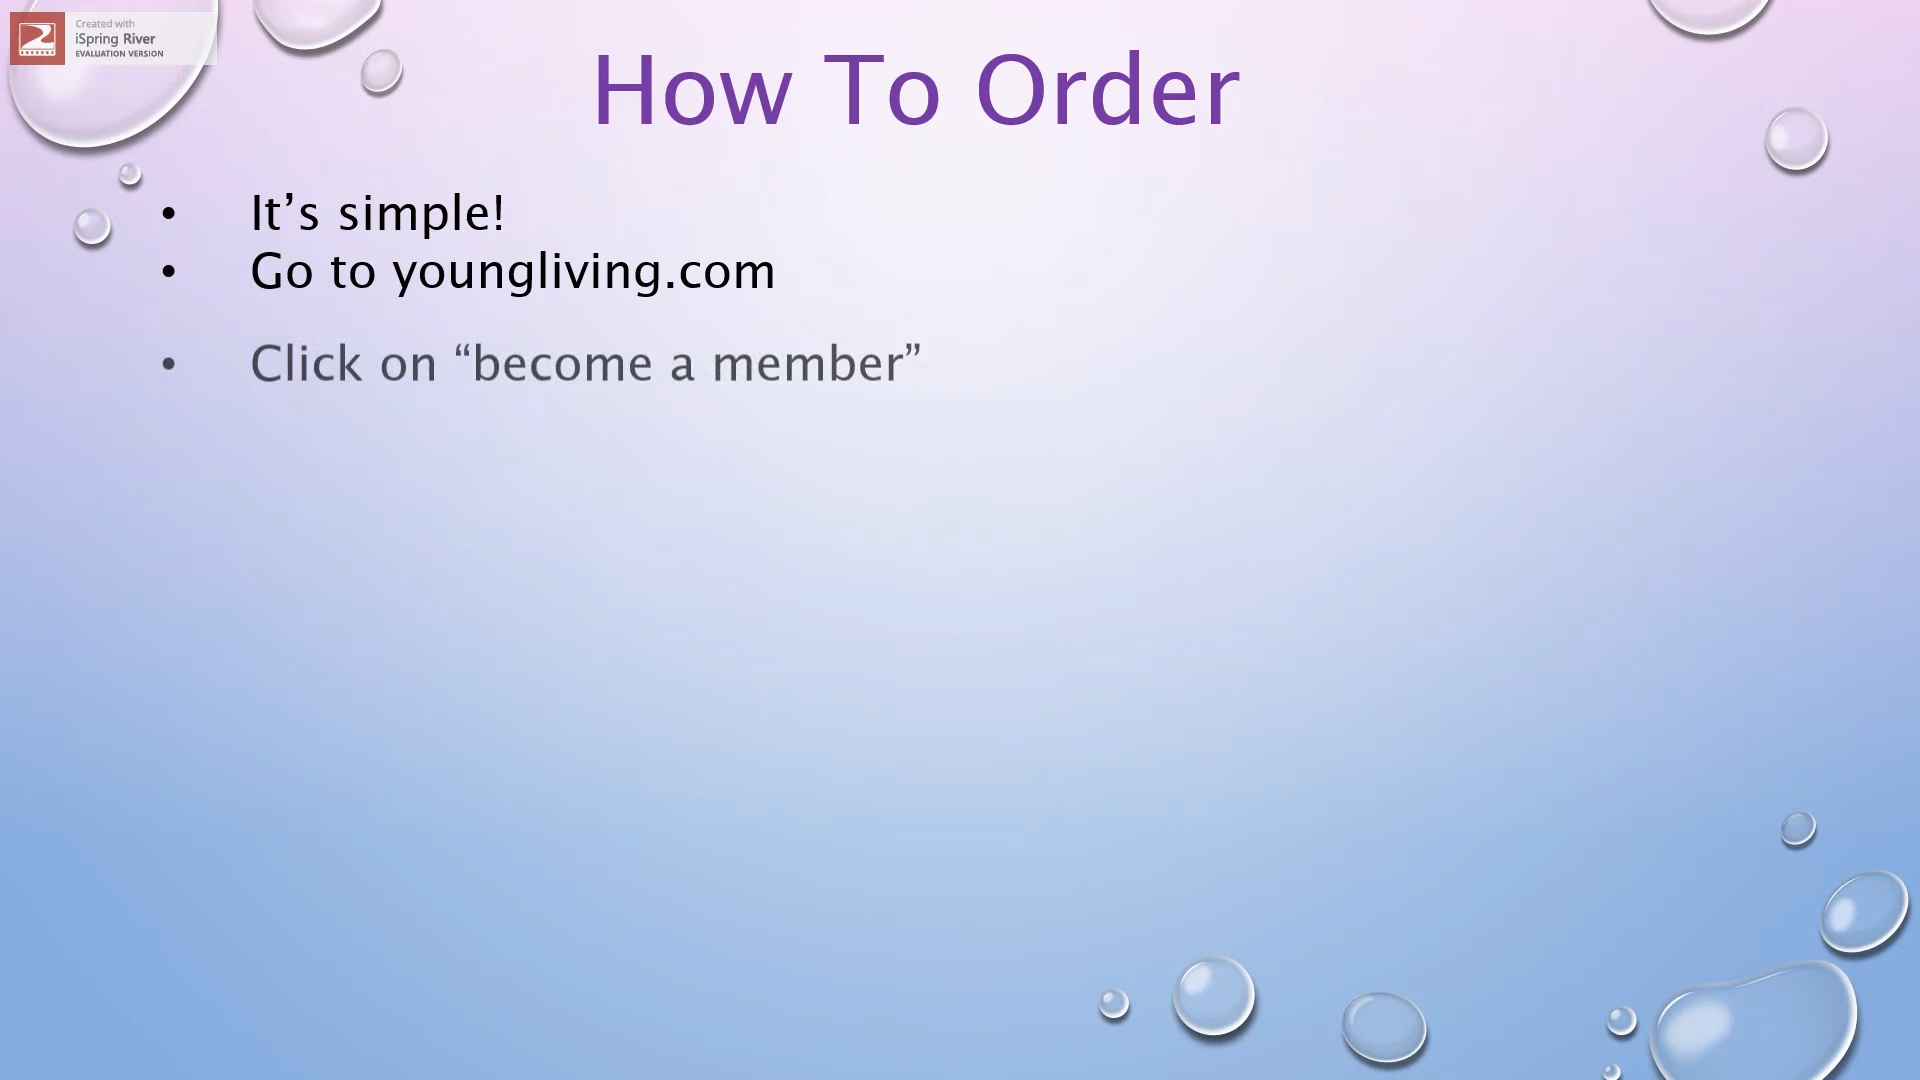 Created with
iSpring River
EVALUATION VERSION
How To Order
• It’s simple!
• Go to youngliving.com
• Click on “become a member”